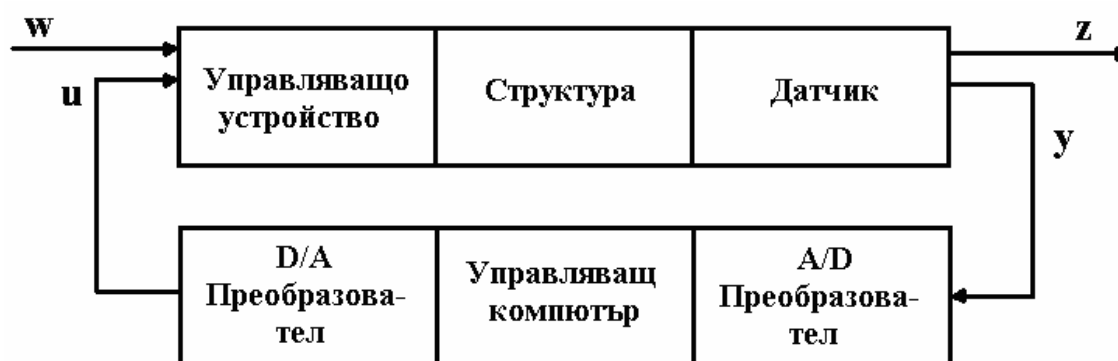 w
z
u
Управляващо
устройство
Структура
Датчик
y
D/A
Преобразова-
тел
Управляващ
компютър
A/D
Преобразова-
тел